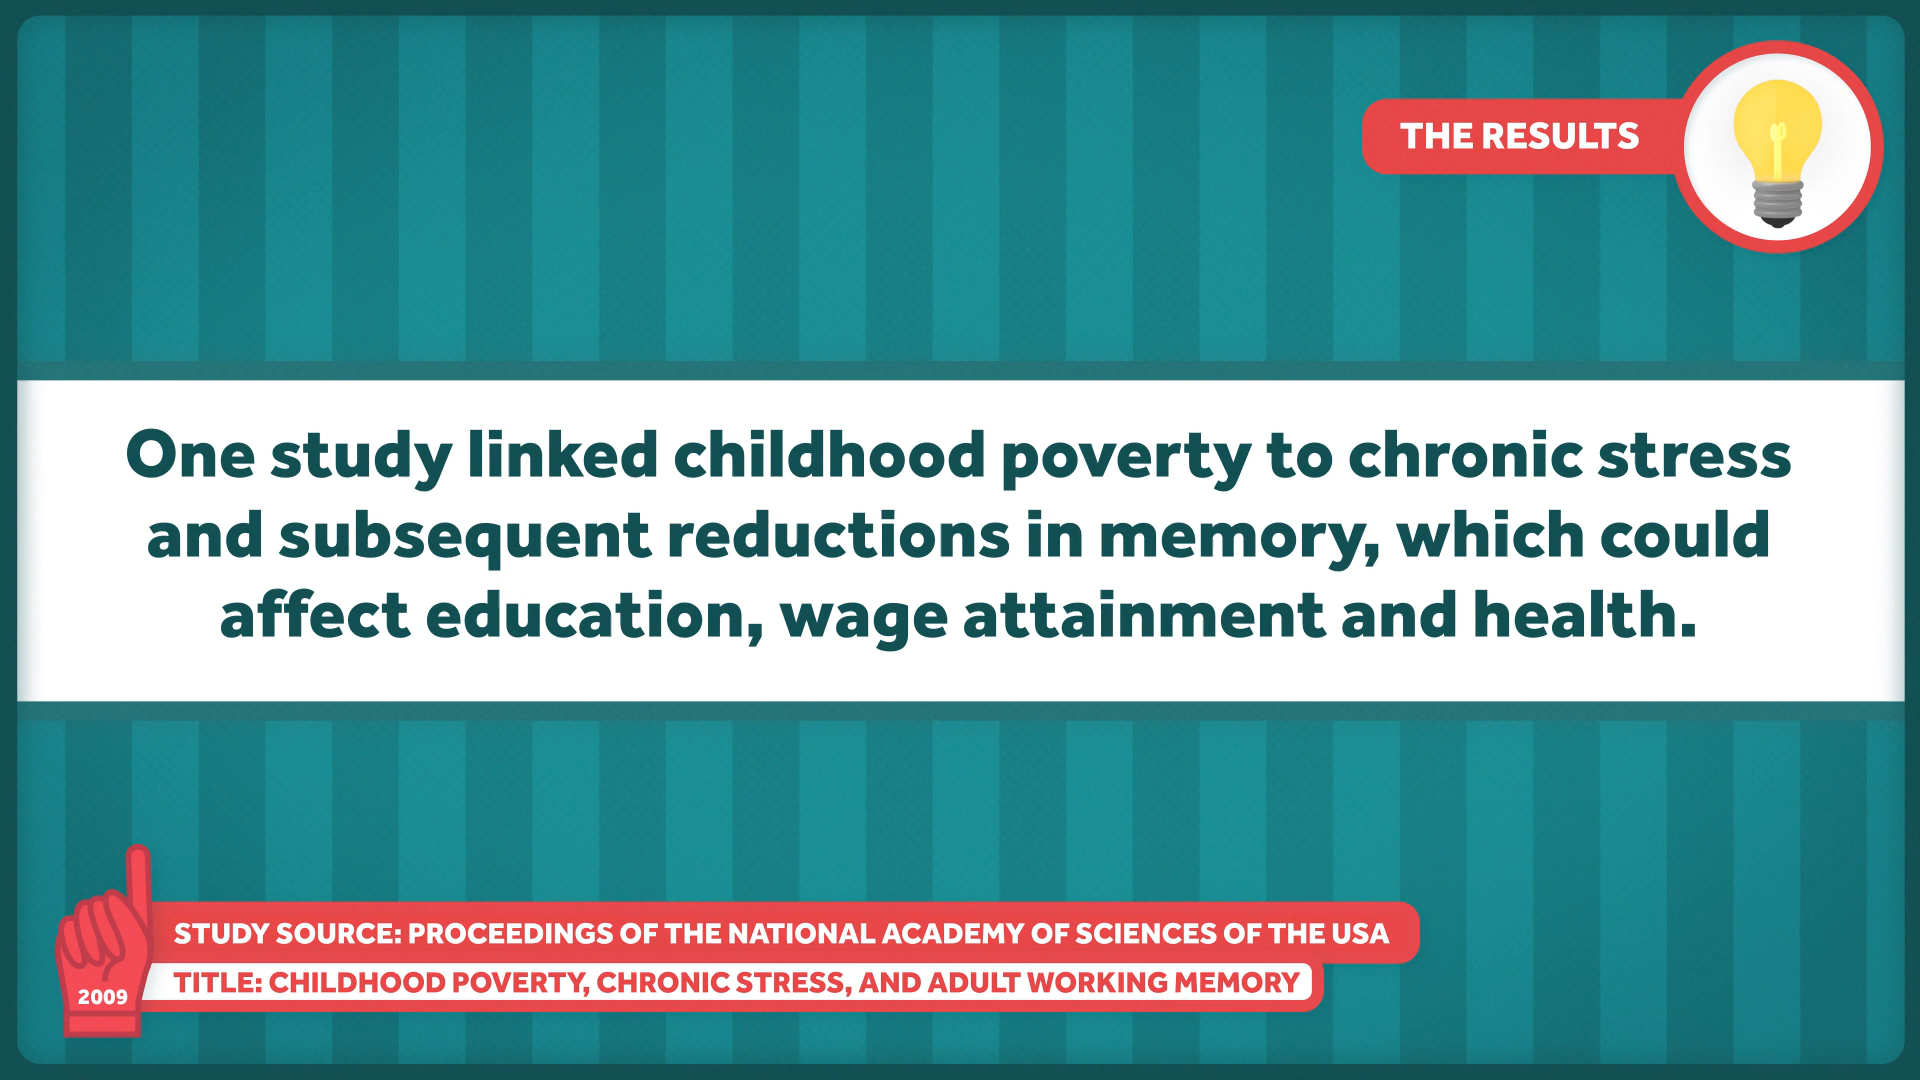 THE RESULTS
One study linked childhood poverty to chronic stress
and subsequent reductions in memory, which could
affect education, wage attainment and health.
STUDY SOURCE: PROCEEDINGS OF THE NATIONAL ACADEMY OF SCIENCES OF THE USA
TITLE: CHILDHOOD POVERTY, CHRONIC STRESS, AND ADULT WORKING MEMORY
2009